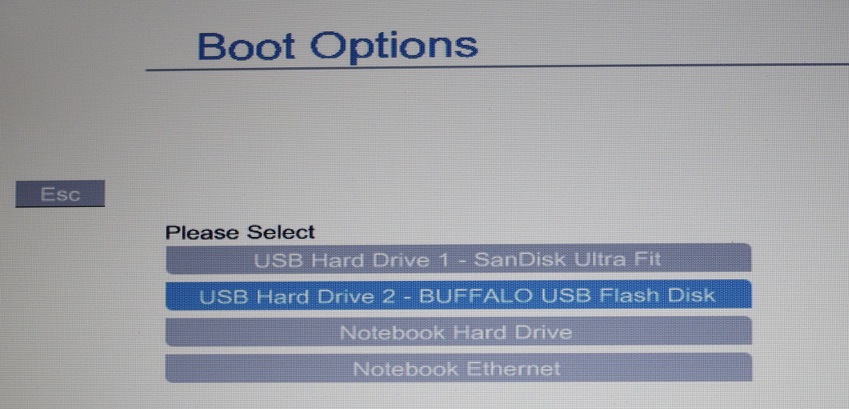 Boot Options
Esc
Please Select
USB Hard Drive 1 - SanDisk Ultra Fit
USB Hard Drive 2 - BUFFALO USB Flash Disk
Notebook Hard Drive
Notebook Ethernet